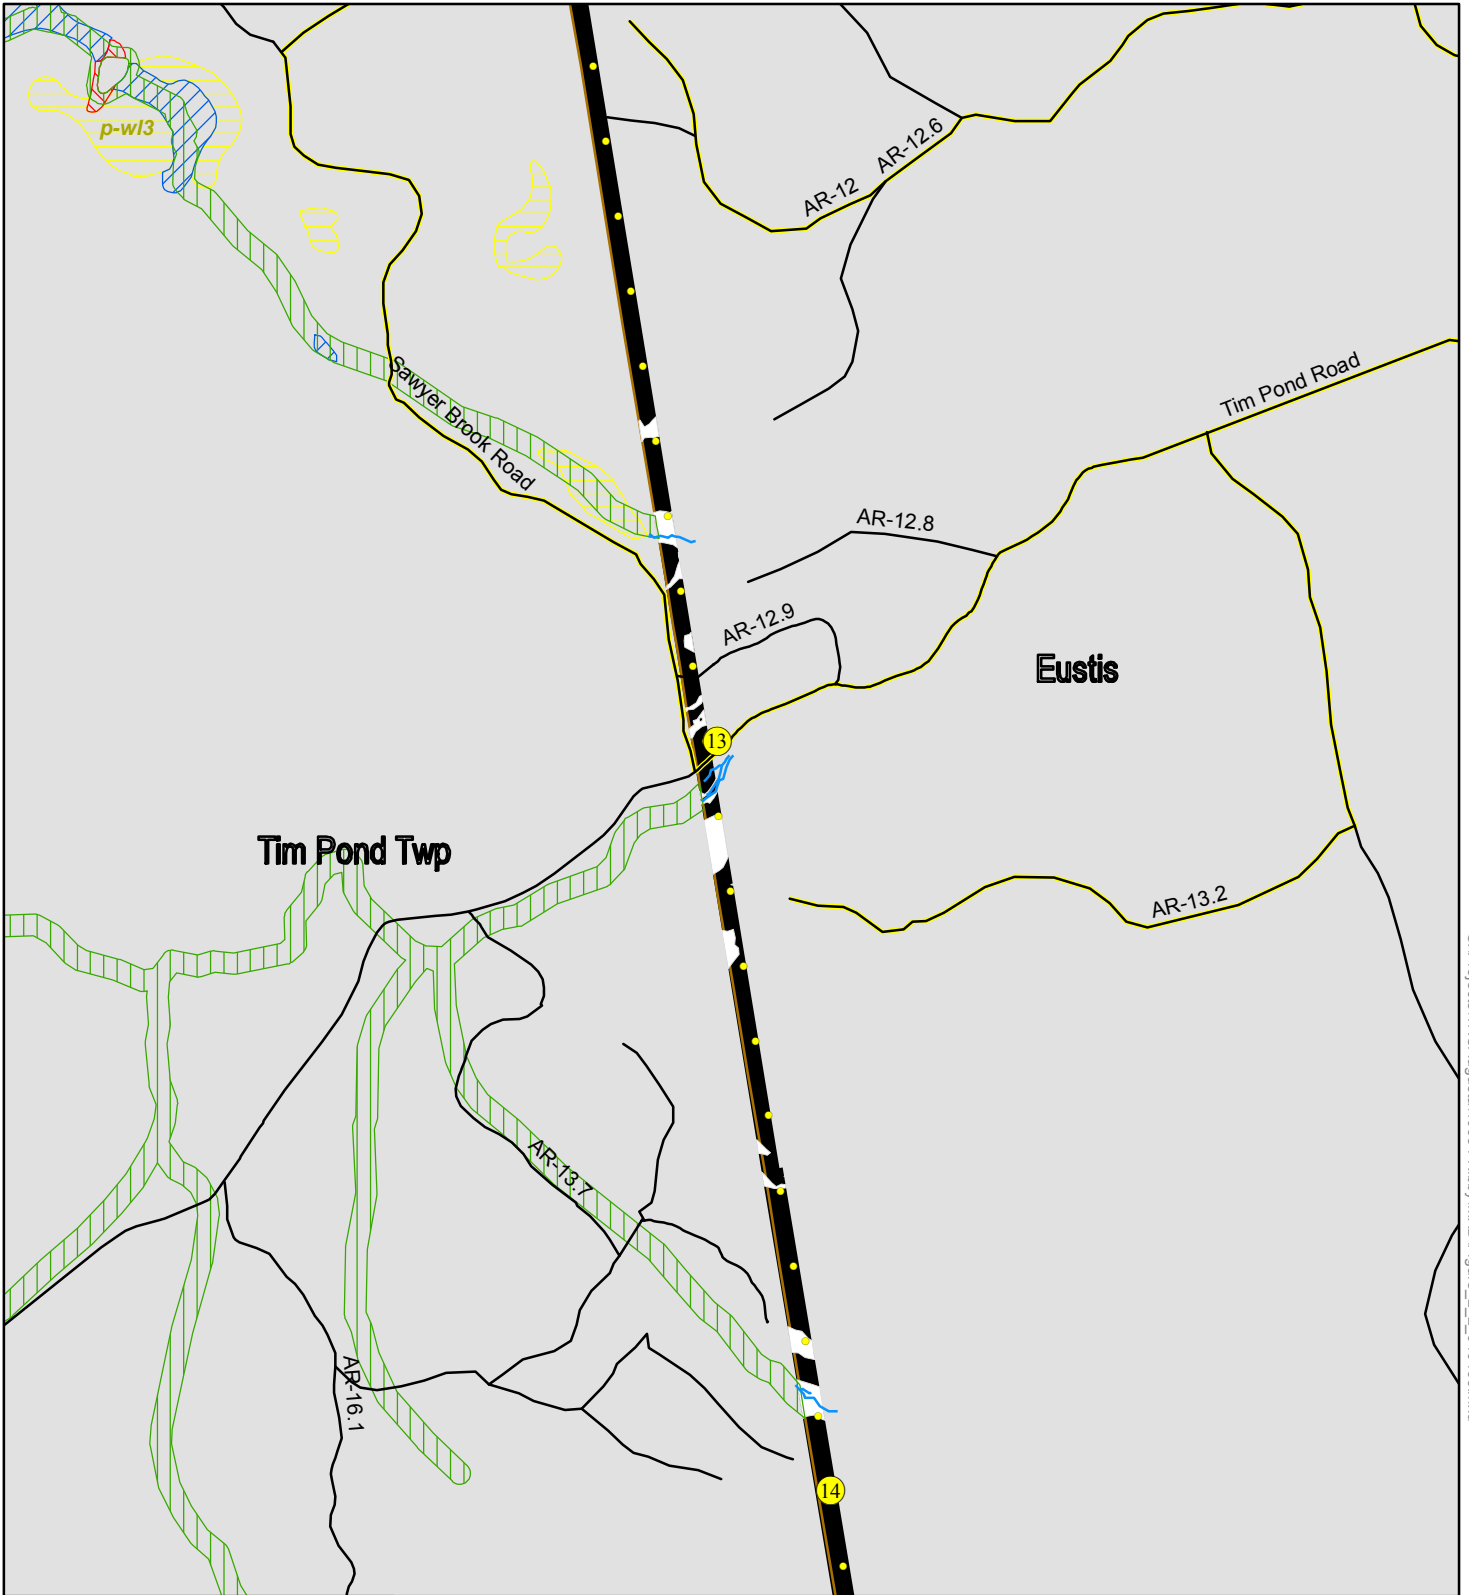 p-wl3
AR-12.6
AR-12
Tim Pond Road
Sawyer Brook Road
AR-12.8
AR-12.9
Eustis
13
Tim Pond Twp
AR-13.2
AR-13.7
AR-16.1
14